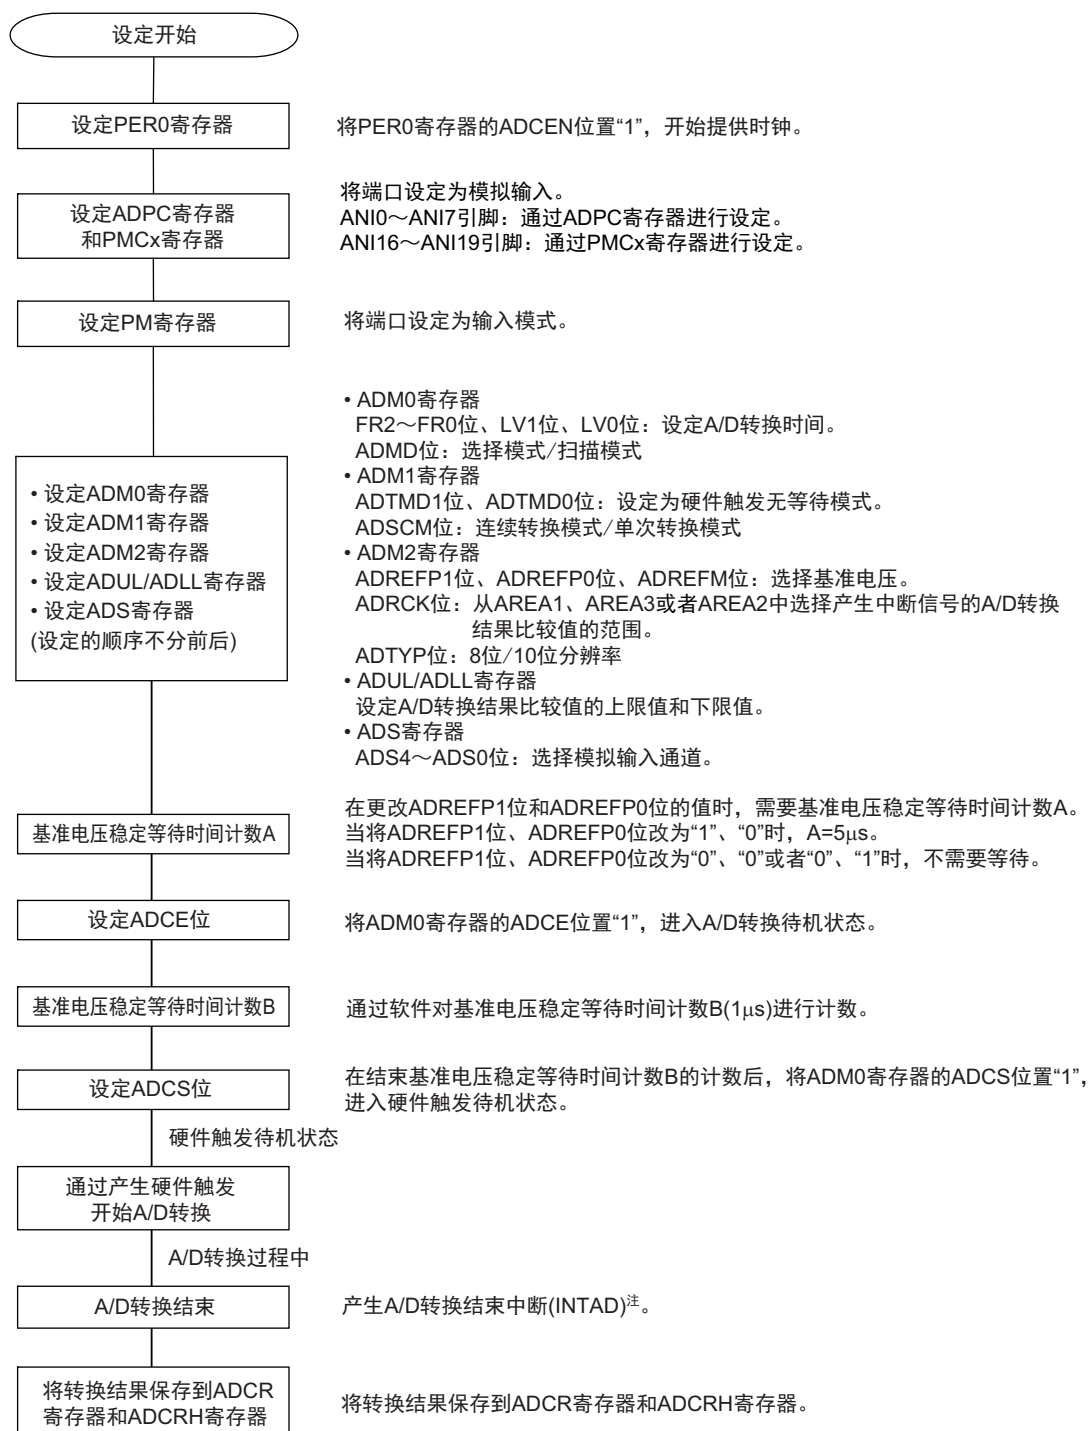 设定开始
设定PER0寄存器
将PER0寄存器的ADCEN位置“1”，开始提供时钟。
设定ADPC寄存器
和PMCx寄存器
将端口设定为模拟输入。
ANI0～ANI7引脚：通过ADPC寄存器进行设定。
ANI16～ANI19引脚：通过PMCx寄存器进行设定。
设定PM寄存器
将端口设定为输入模式。
• 设定ADM0寄存器
• 设定ADM1寄存器
• 设定ADM2寄存器
• 设定ADUL/ADLL寄存器
• 设定ADS寄存器
(设定的顺序不分前后)
• ADM0寄存器
FR2～FR0位、LV1位、LV0位：设定A/D转换时间。
ADMD位：选择模式/扫描模式
• ADM1寄存器
ADTMD1位、ADTMD0位：设定为硬件触发无等待模式。
ADSCM位：连续转换模式/单次转换模式
• ADM2寄存器
ADREFP1位、ADREFP0位、ADREFM位：选择基准电压。
ADRCK位：从AREA1、AREA3或者AREA2中选择产生中断信号的A/D转换
结果比较值的范围。
ADTYP位：8位/10位分辨率
• ADUL/ADLL寄存器
设定A/D转换结果比较值的上限值和下限值。
• ADS寄存器
ADS4～ADS0位：选择模拟输入通道。
基准电压稳定等待时间计数A
在更改ADREFP1位和ADREFP0位的值时，需要基准电压稳定等待时间计数A。
当将ADREFP1位、ADREFP0位改为“1”、“0”时，A=5μs。
当将ADREFP1位、ADREFP0位改为“0”、“0”或者“0”、“1”时，不需要等待。
设定ADCE位
将ADM0寄存器的ADCE位置“1”，进入A/D转换待机状态。
基准电压稳定等待时间计数B
通过软件对基准电压稳定等待时间计数B(1μs)进行计数。
设定ADCS位
在结束基准电压稳定等待时间计数B的计数后，将ADM0寄存器的ADCS位置“1”，
进入硬件触发待机状态。
硬件触发待机状态
通过产生硬件触发
开始A/D转换
A/D转换过程中
A/D转换结束
产生A/D转换结束中断(INTAD)注。
将转换结果保存到ADCR
寄存器和ADCRH寄存器
将转换结果保存到ADCR寄存器和ADCRH寄存器。